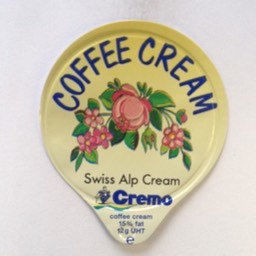 COFFEE CREAM
Swiss Alp Cream
Cremo
coffee cream
15% fat
12g UHT
e